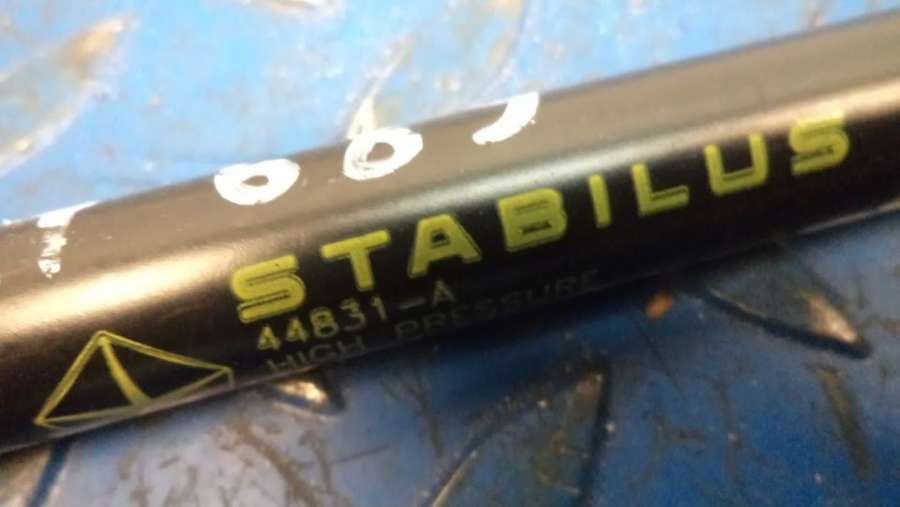 STABILUS
44831-A
HIGH PRESSURE